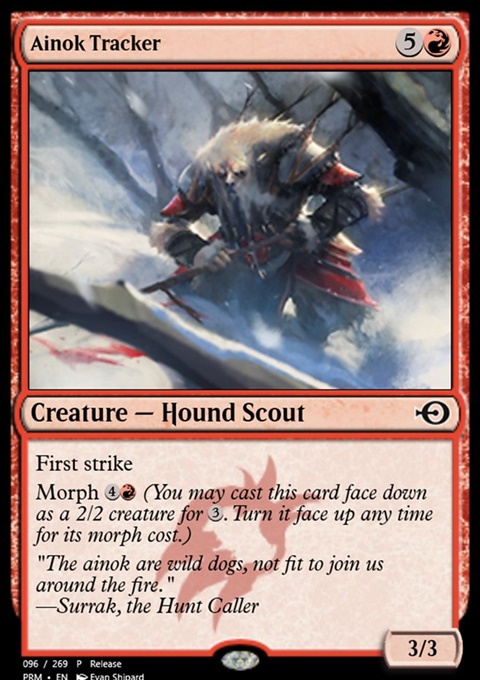 Ainok Tracker 5
Creature — Hound Scout
First strike
Morph 4 (You may cast this card face down
as a 2/2 creature for 3. Turn it face up any time
for its morph cost.)
"The ainok are wild dogs, not fit to join us
around the fire."
—Surrak, the Hunt Caller
3/3
096 / 269 P Release
PRM • EN Evan Shipard